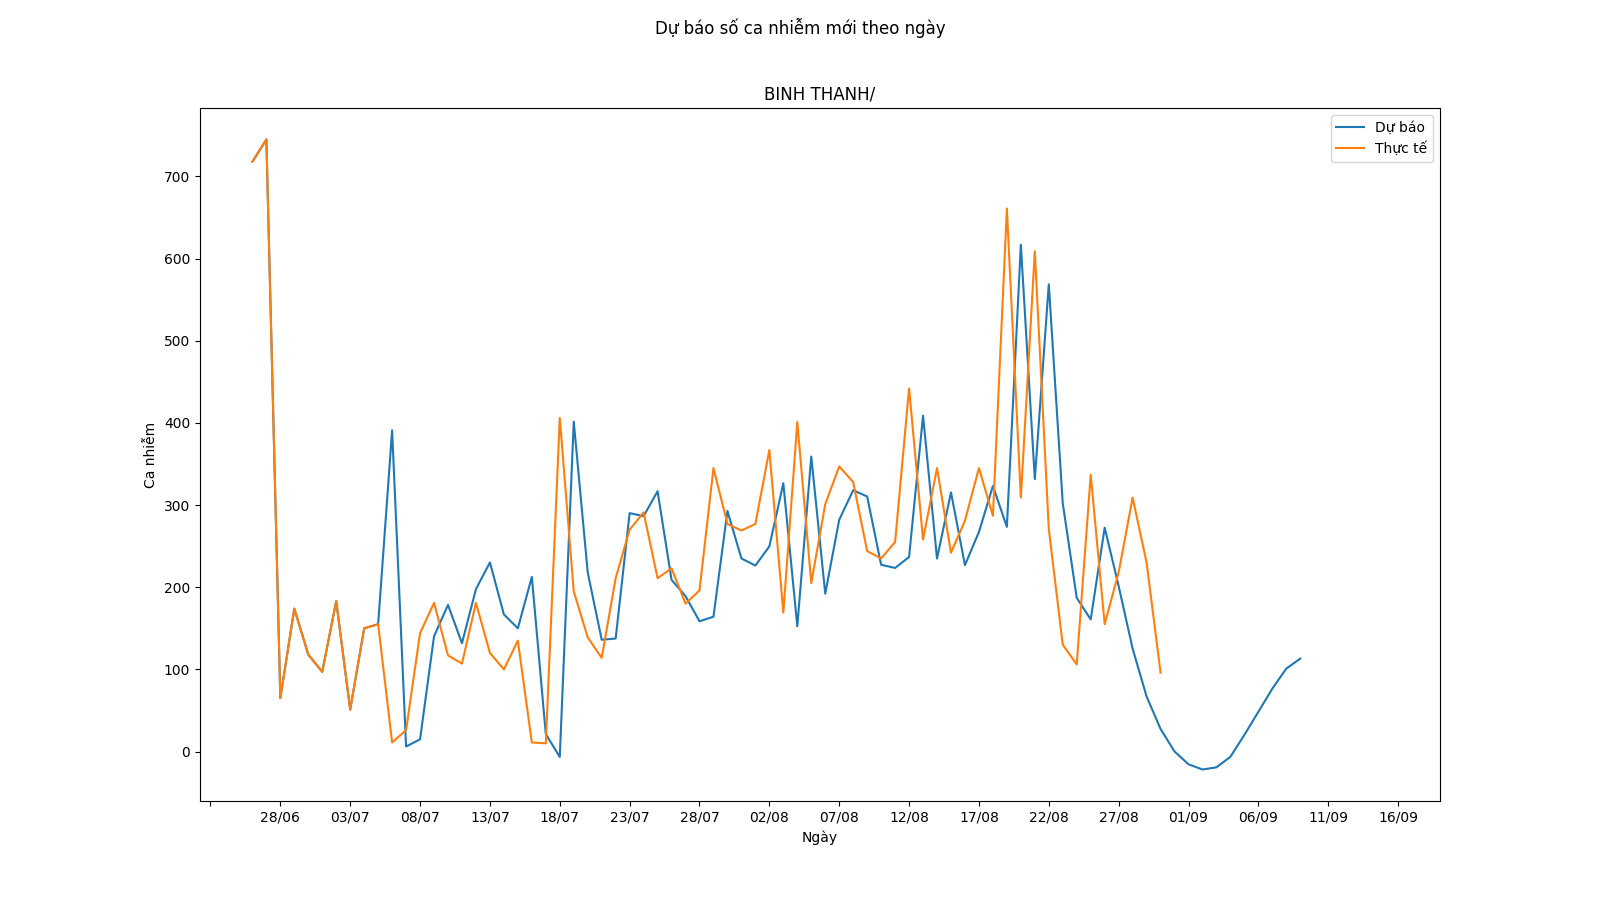 Dự báo số ca nhiễm mới theo ngày
BINH THANH/
Dự báo
Thực tế
700
600
500
400
300
200
100
0
Ca nhiễm
28/06 03/07 08/07 13/07 18/07 23/07 28/07 02/08 07/08 12/08 17/08 22/08 27/08 01/09 06/09 11/09 16/09
Ngày